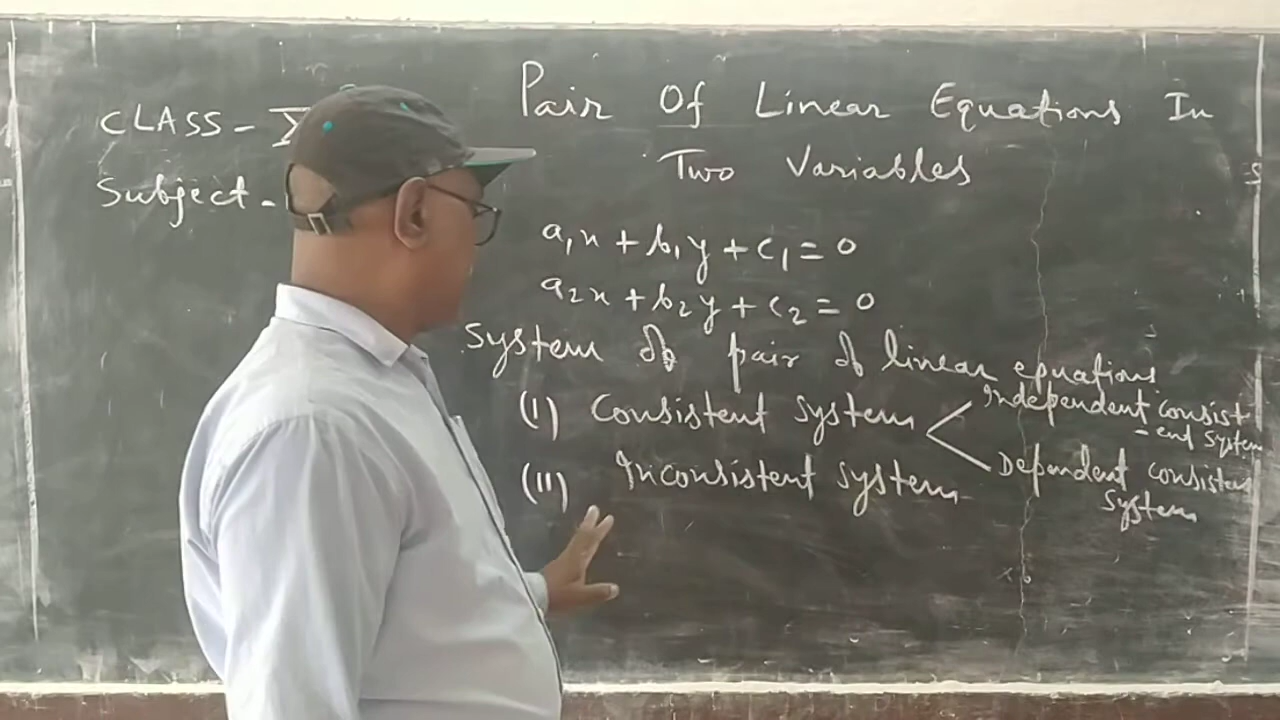 CLASS -
Subject -
Pair Of Linear Equations In
Two Variables
a₁x + b₁y + c₁ = 0
a₂x + b₂y + c₂ = 0
System of pair of linear equations
(I) Consistent system < Independent consist
- ent system
Dependent consistent
system
(II) Inconsistent system